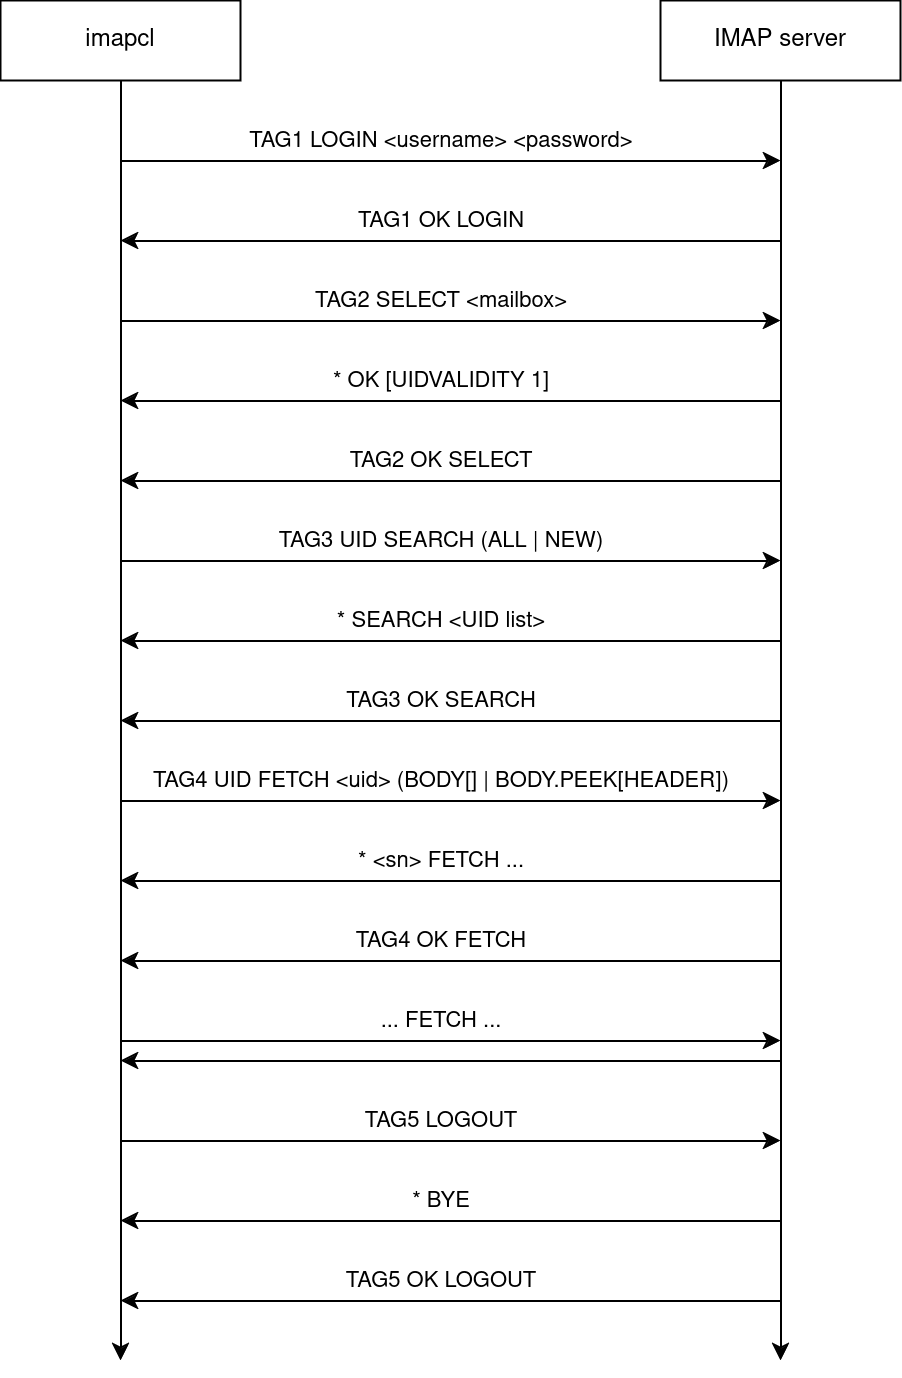 imapcl
IMAP server
TAG1 LOGIN <username> <password>
TAG1 OK LOGIN
TAG2 SELECT <mailbox>
* OK [UIDVALIDITY 1]
TAG2 OK SELECT
TAG3 UID SEARCH (ALL | NEW)
* SEARCH <UID list>
TAG3 OK SEARCH
TAG4 UID FETCH <uid> (BODY[] | BODY.PEEK[HEADER])
* <sn> FETCH ...
TAG4 OK FETCH
... FETCH ...
TAG5 LOGOUT
* BYE
TAG5 OK LOGOUT